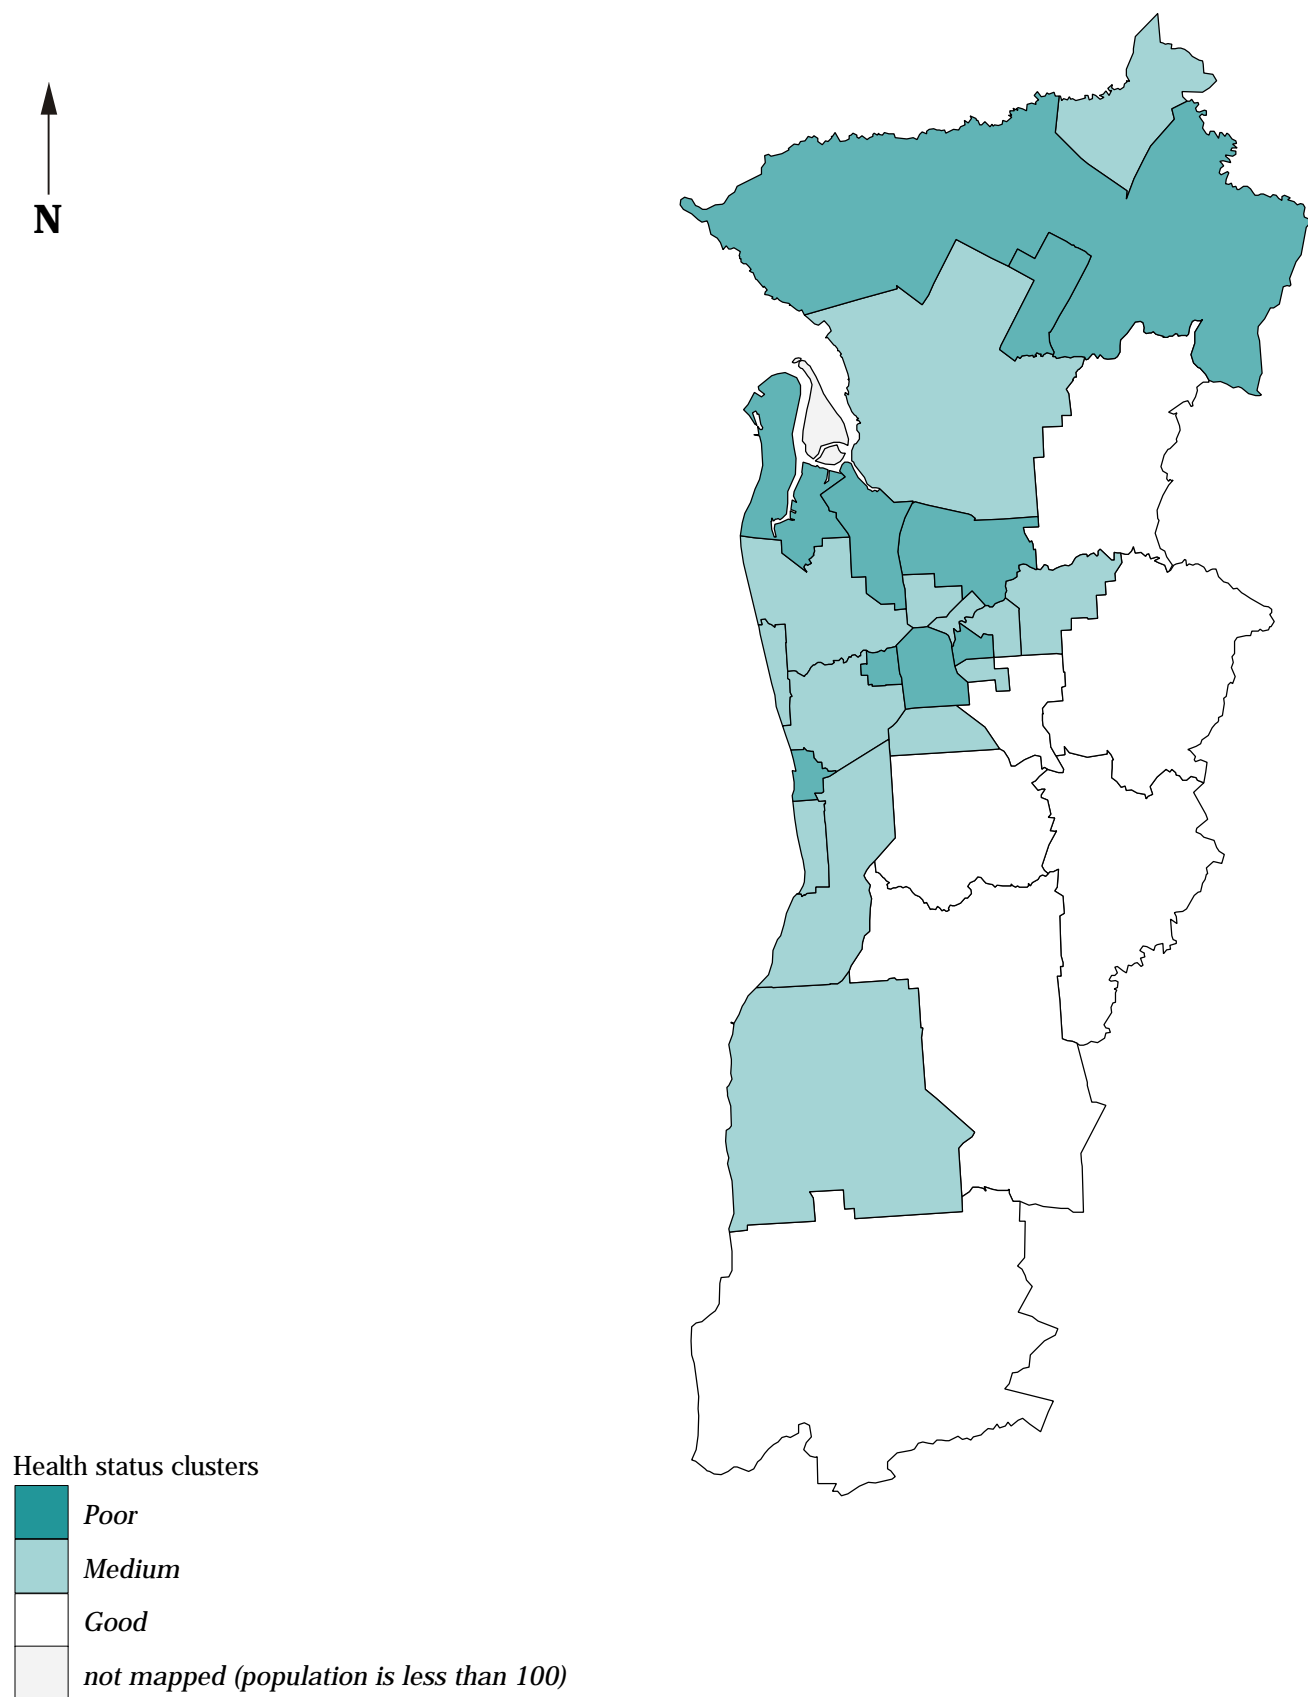 N
Health status clusters
Poor
Medium
Good
not mapped (population is less than 100)